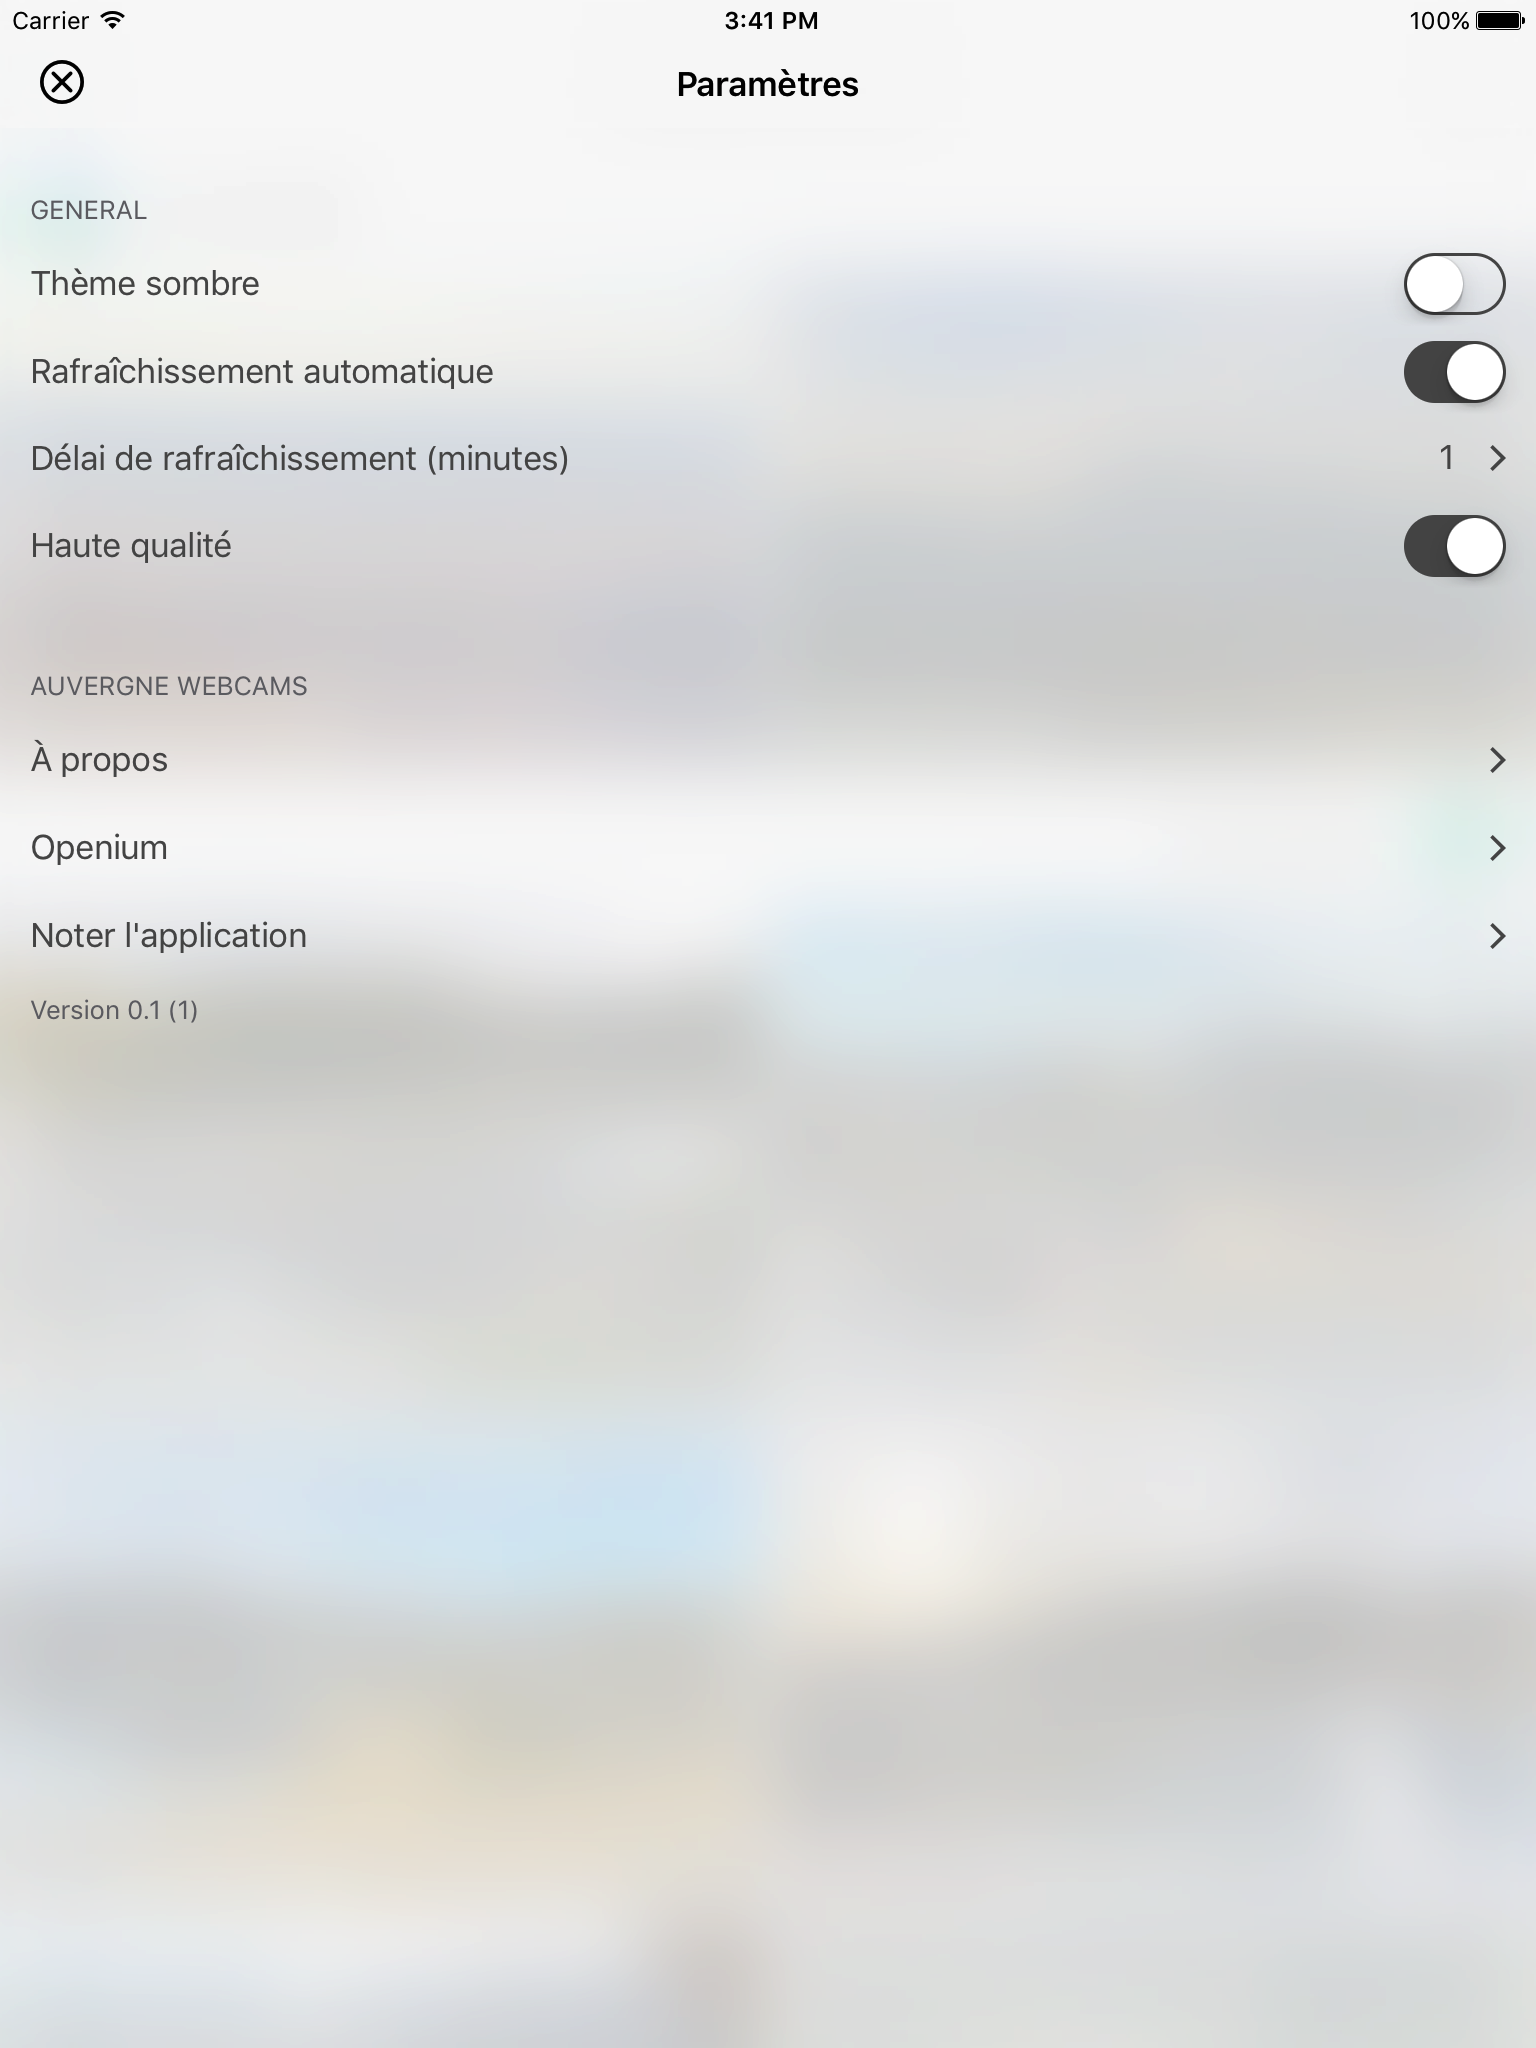 Carrier 3:41 PM 100%
Paramètres
GENERAL
Thème sombre
Rafraîchissement automatique
Délai de rafraîchissement (minutes) 1
Haute qualité
AUVERGNE WEBCAMS
À propos
Openium
Noter l'application
Version 0.1 (1)